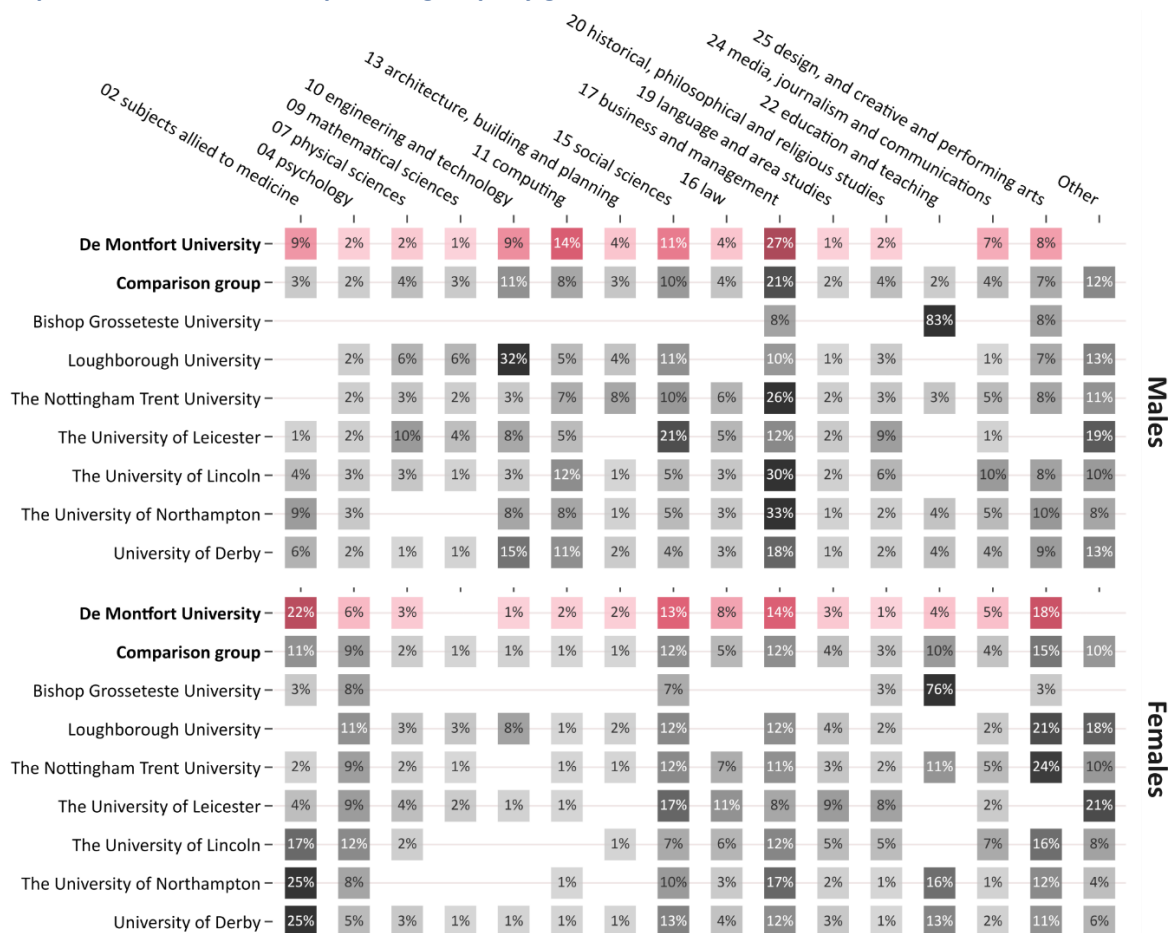 02 subjects allied to medicine
04 psychology
07 physical sciences
09 mathematical sciences
10 engineering and technology
11 computing
13 architecture, building and planning
15 social sciences
16 law
17 business and management
19 language and area studies
20 historical, philosophical and religious studies
22 education and teaching
24 media, journalism and communications
25 design, and creative and performing arts
Other
De Montfort University 9% 2% 2% 1% 9% 14% 4% 11% 4% 27% 1% 2% 7% 8%
Comparison group 3% 2% 4% 3% 11% 8% 3% 10% 4% 21% 2% 4% 2% 4% 7% 12%
Bishop Grosseteste University 8% 83% 8%
Loughborough University 2% 6% 6% 32% 5% 4% 11% 10% 1% 3% 1% 7% 13%
The Nottingham Trent University 2% 3% 2% 3% 7% 8% 10% 6% 26% 2% 3% 3% 5% 8% 11%
The University of Leicester 1% 2% 10% 4% 8% 5% 21% 5% 12% 2% 9% 1% 19%
The University of Lincoln 4% 3% 3% 1% 3% 12% 1% 5% 3% 30% 2% 6% 10% 8% 10%
The University of Northampton 9% 3% 8% 8% 1% 5% 3% 33% 1% 2% 4% 5% 10% 8%
University of Derby 6% 2% 1% 1% 15% 11% 2% 4% 3% 18% 1% 2% 4% 4% 9% 13%
Males
De Montfort University 22% 6% 3% 1% 2% 2% 13% 8% 14% 3% 1% 4% 5% 18%
Comparison group 11% 9% 2% 1% 1% 1% 1% 12% 5% 12% 4% 3% 10% 4% 15% 10%
Bishop Grosseteste University 3% 8% 7% 3% 76% 3%
Loughborough University 11% 3% 3% 8% 1% 2% 12% 12% 4% 2% 2% 21% 18%
The Nottingham Trent University 2% 9% 2% 1% 1% 1% 12% 7% 11% 3% 2% 11% 5% 24% 10%
The University of Leicester 4% 9% 4% 2% 1% 1% 17% 11% 8% 9% 8% 2% 21%
The University of Lincoln 17% 12% 2% 1% 7% 6% 12% 5% 5% 7% 16% 8%
The University of Northampton 25% 8% 1% 10% 3% 17% 2% 1% 16% 1% 12% 4%
University of Derby 25% 5% 3% 1% 1% 1% 1% 13% 4% 12% 3% 1% 13% 2% 11% 6%
Females